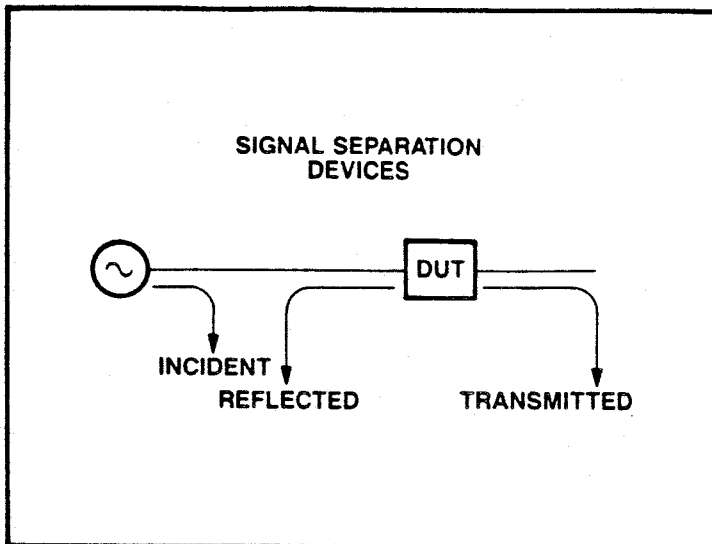 SIGNAL SEPARATION
DEVICES
DUT
INCIDENT
REFLECTED
TRANSMITTED